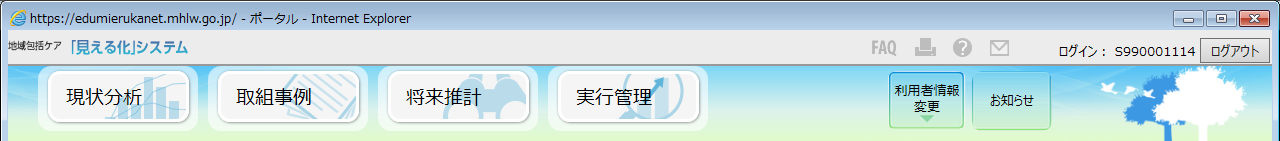 https://edumierukanet.mhlw.go.jp/ - ポータル - Internet Explorer
地域包括ケア 「見える化」システム
FAQ
ログイン： S990001114 ログアウト
現状分析
取組事例
将来推計
実行管理
利用者情報
変更
お知らせ